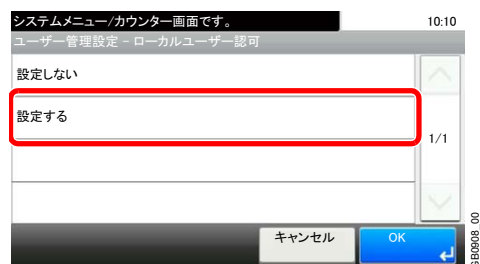 システムメニュー/カウンター画面です。 10:10
ユーザー管理設定 - ローカルユーザー認可
設定しない
設定する
1/1
キャンセル OK